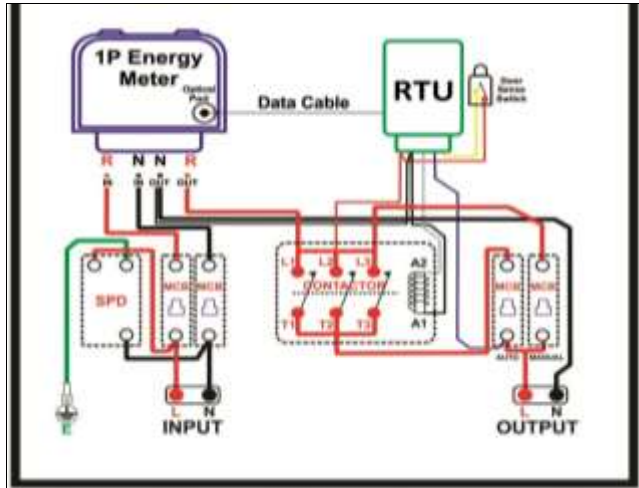 1P Energy
Meter
Optical
Port
Data Cable
RTU
Door
Sense
Switch
R N N R
IN IN OUT OUT
L1 L2 L3 A2
SPD MCB MCB CONTACTOR MCB MCB
T1 T2 T3 A1
AUTO MANUAL
L N L N
E INPUT OUTPUT